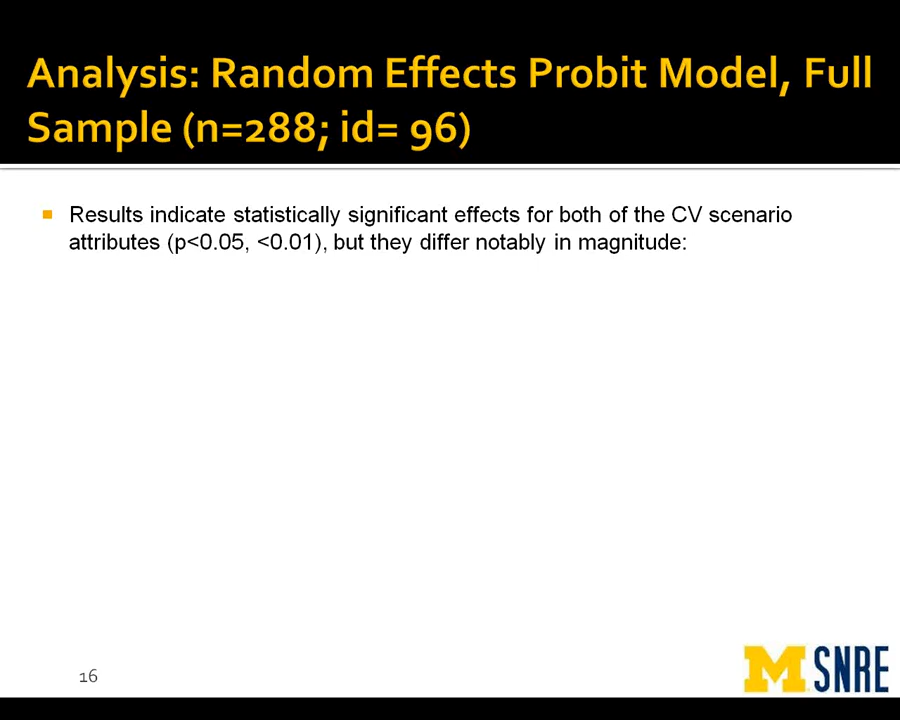 Analysis: Random Effects Probit Model, Full
Sample (n=288; id= 96)
Results indicate statistically significant effects for both of the CV scenario
attributes (p<0.05, <0.01), but they differ notably in magnitude:
16
M SNRE